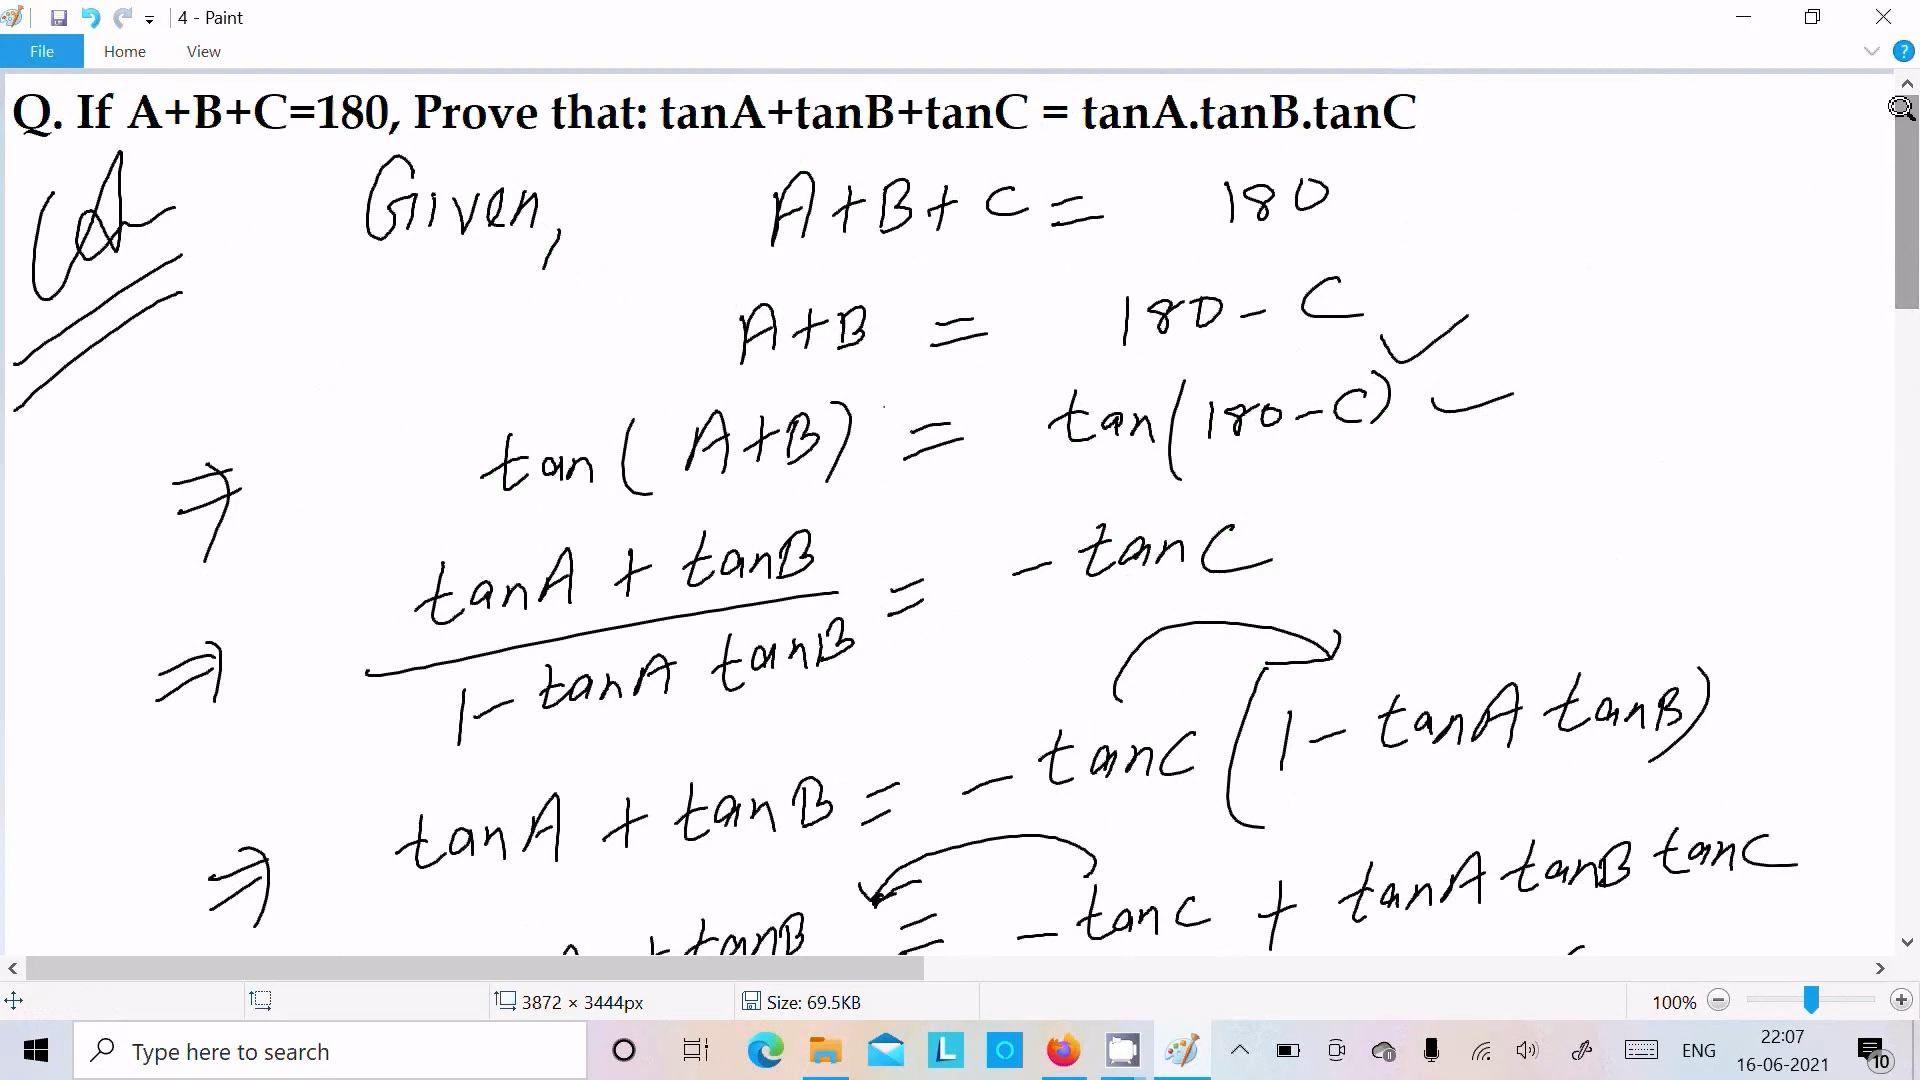 4 - Paint
File Home View
Q. If A+B+C=180, Prove that: tanA+tanB+tanC = tanA.tanB.tanC
Given, A+B+C = 180
A+B = 180-C
⇒ tan(A+B) = tan(180-C)
tanA + tanB
⇒ ─────────── = -tanC
1-tanA tanB
⇒ tanA + tanB = -tanC (1-tanA tanB)
+tanB = -tanC + tanA tanB tanC
3872 × 3444px Size: 69.5KB 100%
Type here to search
ENG
22:07
16-06-2021
10